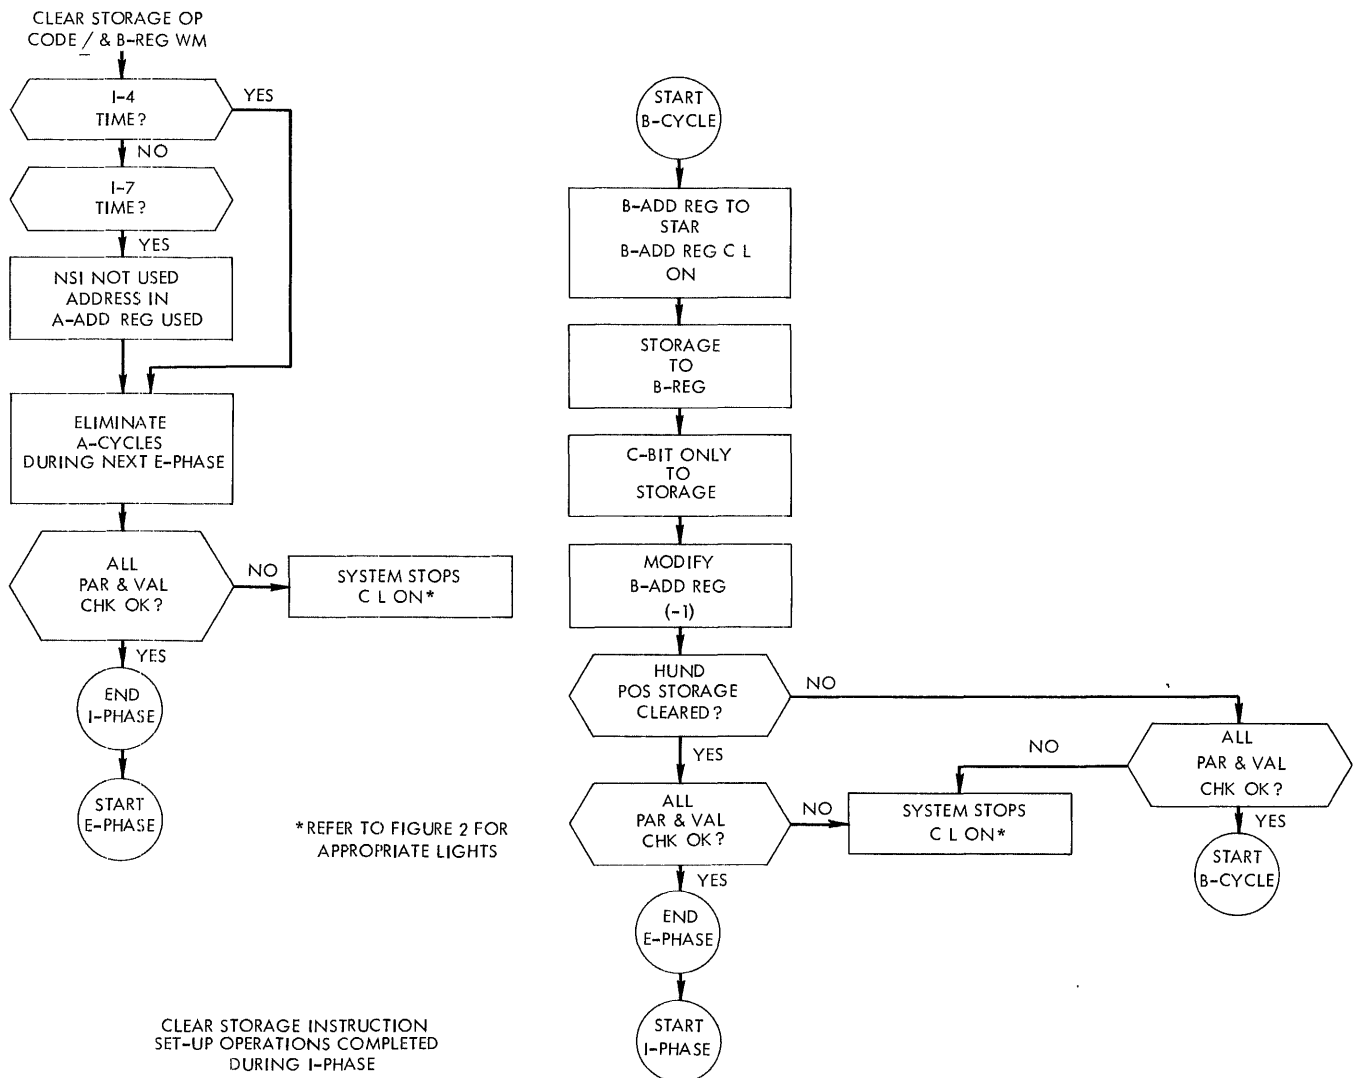 CLEAR STORAGE OP
CODE / & B-REG WM
I-4
TIME?
YES
NO
I-7
TIME?
YES
NSI NOT USED
ADDRESS IN
A-ADD REG USED
ELIMINATE
A-CYCLES
DURING NEXT E-PHASE
ALL
PAR & VAL
CHK OK?
NO
SYSTEM STOPS
C L ON*
YES
END
I-PHASE
START
E-PHASE
*REFER TO FIGURE 2 FOR
APPROPRIATE LIGHTS
CLEAR STORAGE INSTRUCTION
SET-UP OPERATIONS COMPLETED
DURING I-PHASE
START
B-CYCLE
B-ADD REG TO
STAR
B-ADD REG C L
ON
STORAGE
TO
B-REG
C-BIT ONLY
TO
STORAGE
MODIFY
B-ADD REG
(-1)
HUND
POS STORAGE
CLEARED?
NO
YES
ALL
PAR & VAL
CHK OK?
NO
SYSTEM STOPS
C L ON*
NO
ALL
PAR & VAL
CHK OK?
YES
START
B-CYCLE
YES
END
E-PHASE
START
I-PHASE